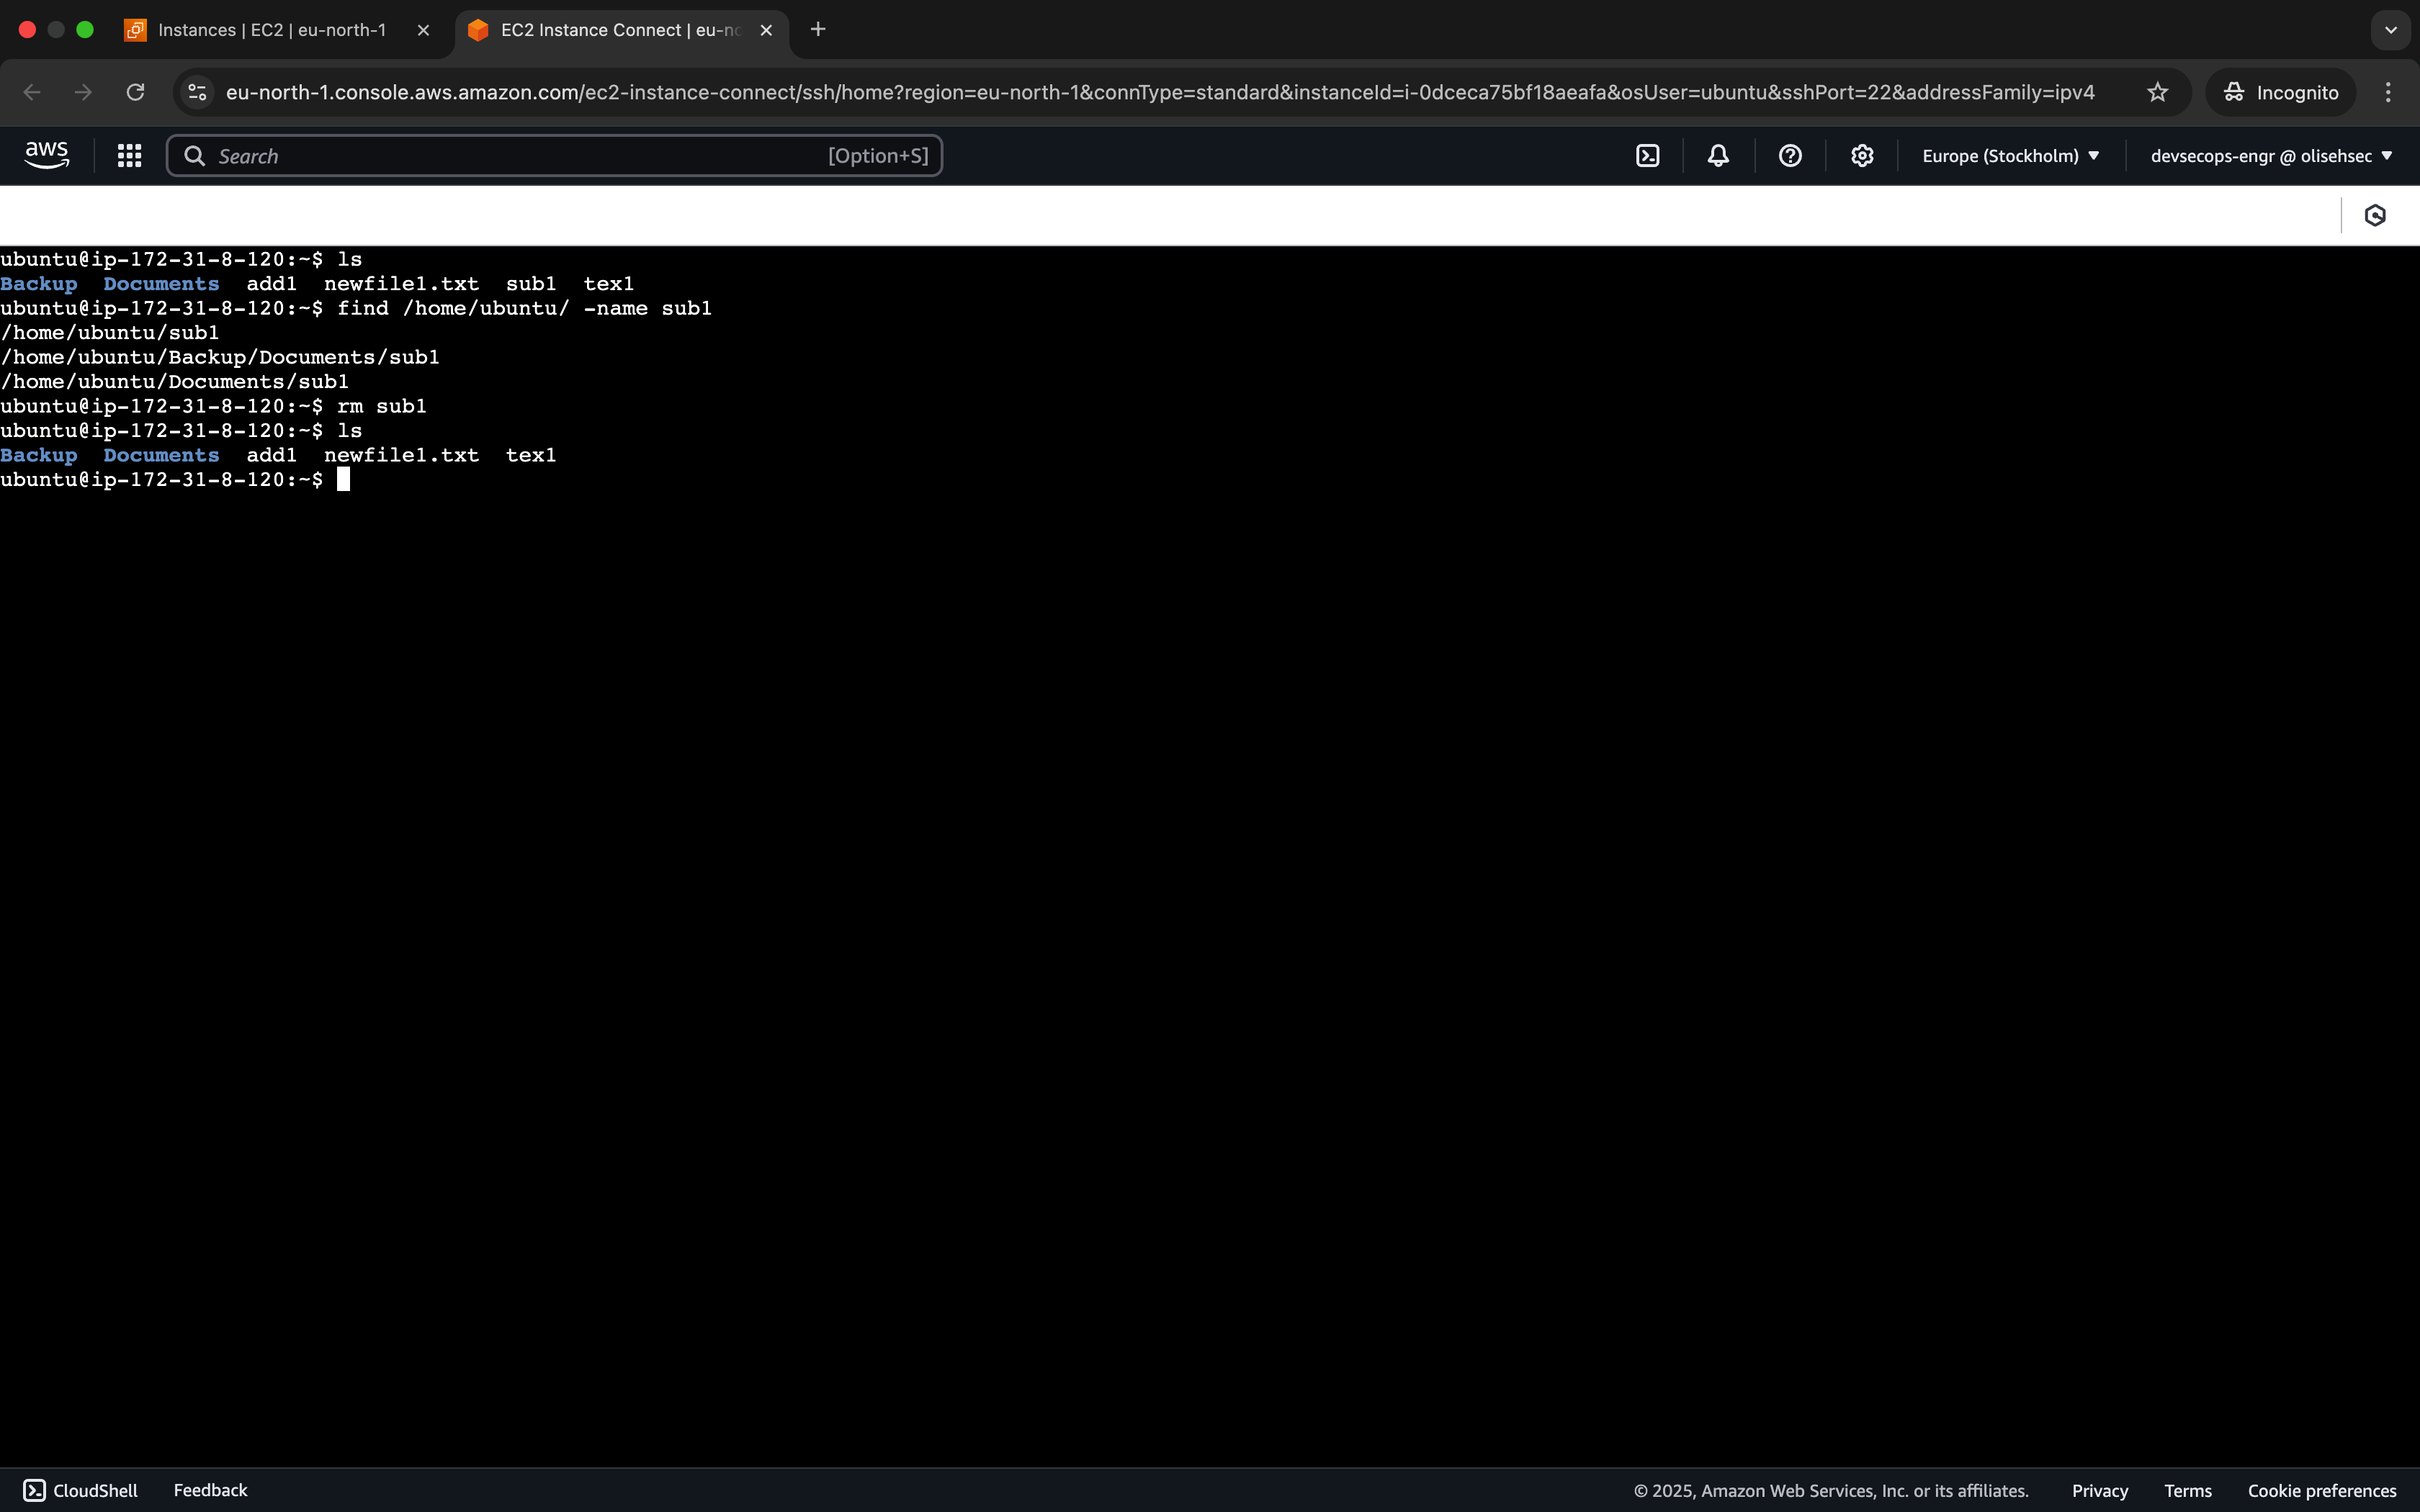 Instances | EC2 | eu-north-1
EC2 Instance Connect | eu-no
eu-north-1.console.aws.amazon.com/ec2-instance-connect/ssh/home?region=eu-north-1&connType=standard&instanceId=i-0dceca75bf18aeafa&osUser=ubuntu&sshPort=22&addressFamily=ipv4
Incognito
aws
Search
[Option+S]
Europe (Stockholm)
devsecops-engr @ olisehsec
ubuntu@ip-172-31-8-120:~$ ls
Backup  Documents  add1  newfile1.txt  sub1  tex1
ubuntu@ip-172-31-8-120:~$ find /home/ubuntu/ -name sub1
/home/ubuntu/sub1
/home/ubuntu/Backup/Documents/sub1
/home/ubuntu/Documents/sub1
ubuntu@ip-172-31-8-120:~$ rm sub1
ubuntu@ip-172-31-8-120:~$ ls
Backup  Documents  add1  newfile1.txt  tex1
ubuntu@ip-172-31-8-120:~$
CloudShell
Feedback
© 2025, Amazon Web Services, Inc. or its affiliates.
Privacy
Terms
Cookie preferences